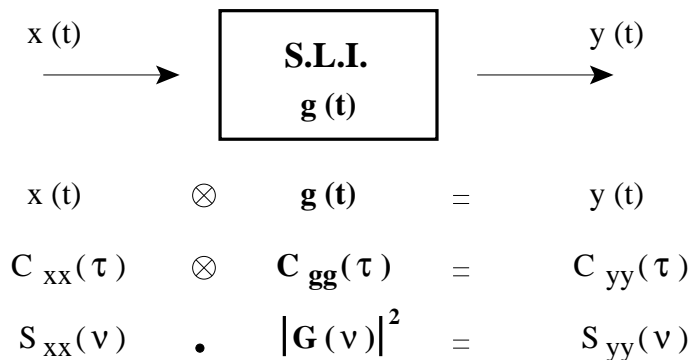 x (t) y (t)
S.L.I.
g (t)
x (t) ⊗ g (t) = y (t)
C xx(τ) ⊗ C gg(τ) = C yy(τ)
S xx(ν) • |G(ν)|² = S yy(ν)